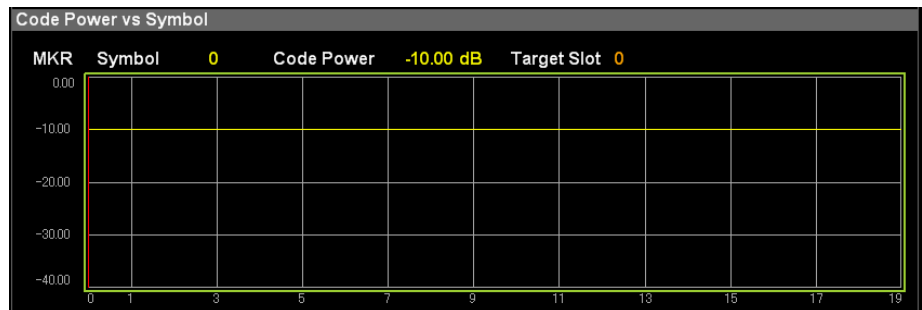 Code Power vs Symbol
MKR Symbol 0 Code Power -10.00 dB Target Slot 0
0.00
-10.00
-20.00
-30.00
-40.00
0 1 3 5 7 9 11 13 15 17 19